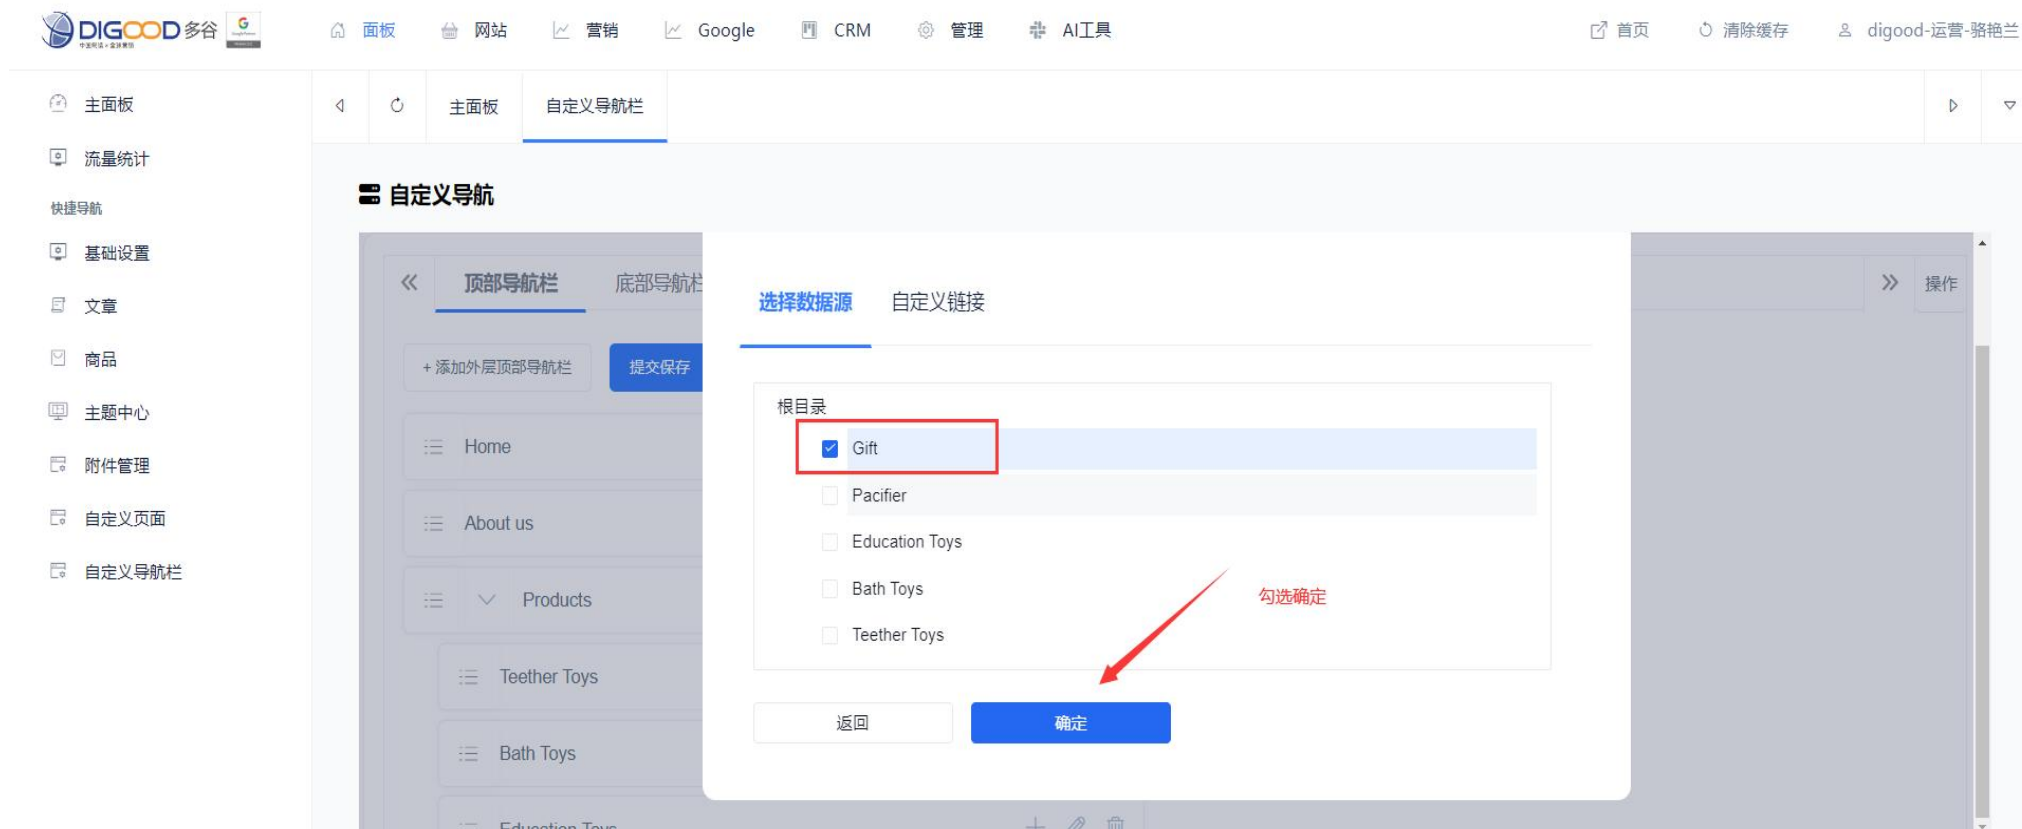 DIGOOD多谷
面板
网站
营销
Google
CRM
管理
AI工具
首页
清除缓存
digood-运营-骆艳兰
主面板
流量统计
快捷导航
基础设置
文章
商品
主题中心
附件管理
自定义页面
自定义导航栏
主面板
自定义导航栏
自定义导航
顶部导航栏
底部导航栏
操作
+ 添加外层顶部导航栏
提交保存
Home
About us
Products
Teether Toys
Bath Toys
Education Toys
选择数据源
自定义链接
根目录
Gift
Pacifier
Education Toys
Bath Toys
Teether Toys
勾选确定
返回
确定